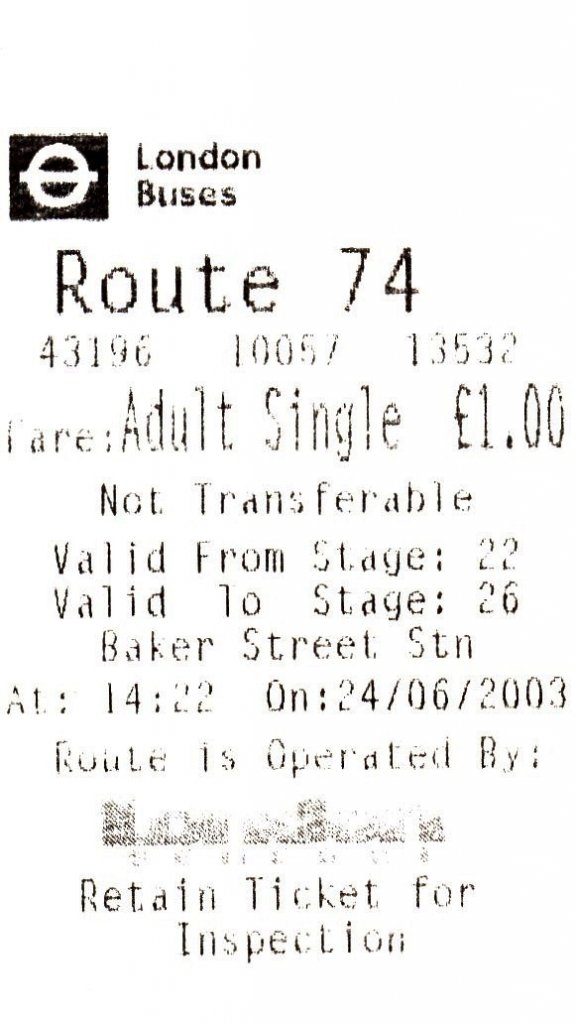 London
Buses
Route 74
43196 10057 13532
Fare: Adult Single £1.00
Not Transferable
Valid From Stage: 22
Valid To Stage: 26
Baker Street Stn
At: 14:22 On:24/06/2003
Route is Operated By:
Retain Ticket for
Inspection